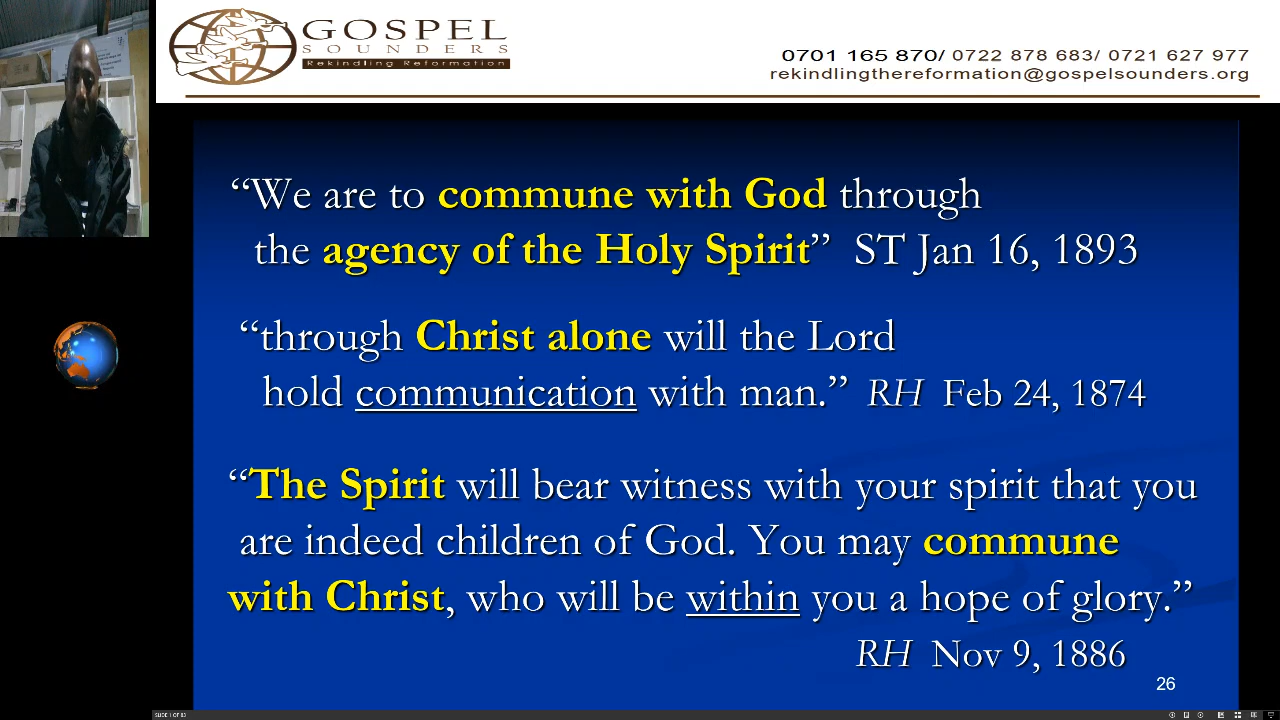 GOSPEL
SOUNDERS
Rekindling Reformation
0701 165 870/ 0722 878 683/ 0721 627 977
rekindlingthereformation@gospelsounders.org
“We are to commune with God through
the agency of the Holy Spirit” ST Jan 16, 1893
“through Christ alone will the Lord
hold communication with man.” RH Feb 24, 1874
“The Spirit will bear witness with your spirit that you
are indeed children of God. You may commune
with Christ, who will be within you a hope of glory.”
RH Nov 9, 1886
26